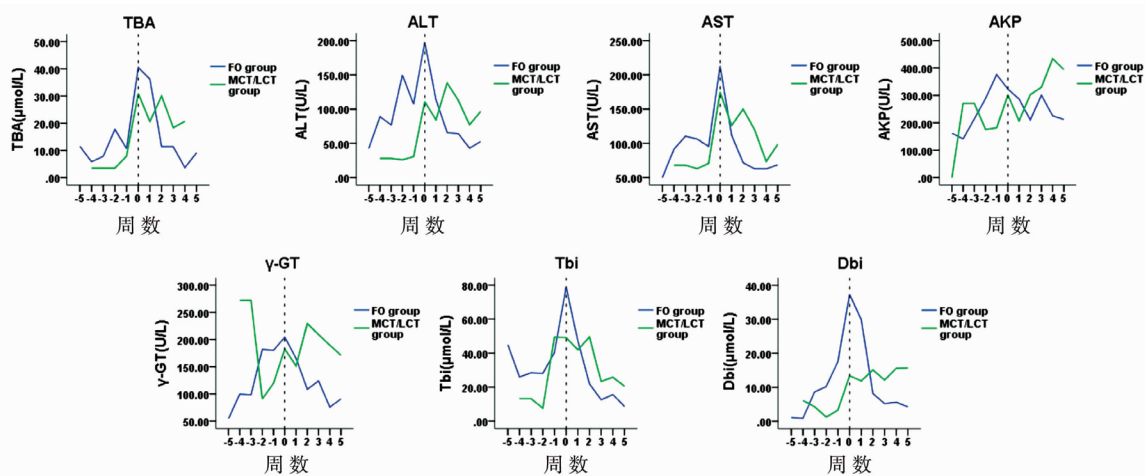 TBA
50.00
40.00
30.00
20.00
10.00
.00
TBA(μmol/L)
-5 -4 -3 -2 -1 0 1 2 3 4 5
周数
FO group
MCT/LCT
group
ALT
200.00
150.00
100.00
50.00
.00
ALT(U/L)
-5 -4 -3 -2 -1 0 1 2 3 4 5
周数
FO group
MCT/LCT
group
AST
250.00
200.00
150.00
100.00
50.00
AST(U/L)
-5 -4 -3 -2 -1 0 1 2 3 4 5
周数
FO group
MCT/LCT
group
AKP
500.00
400.00
300.00
200.00
100.00
.00
AKP(U/L)
-5 -4 -3 -2 -1 0 1 2 3 4 5
周数
FO group
MCT/LCT
group
γ-GT
300.00
250.00
200.00
150.00
100.00
50.00
γ-GT(U/L)
-5 -4 -3 -2 -1 0 1 2 3 4 5
周数
FO group
MCT/LCT
group
Tbi
80.00
60.00
40.00
20.00
.00
Tbi(μmol/L)
-5 -4 -3 -2 -1 0 1 2 3 4 5
周数
FO group
MCT/LCT
group
Dbi
40.00
30.00
20.00
10.00
.00
Dbi(μmol/L)
-5 -4 -3 -2 -1 0 1 2 3 4 5
周数
FO group
MCT/LCT
group